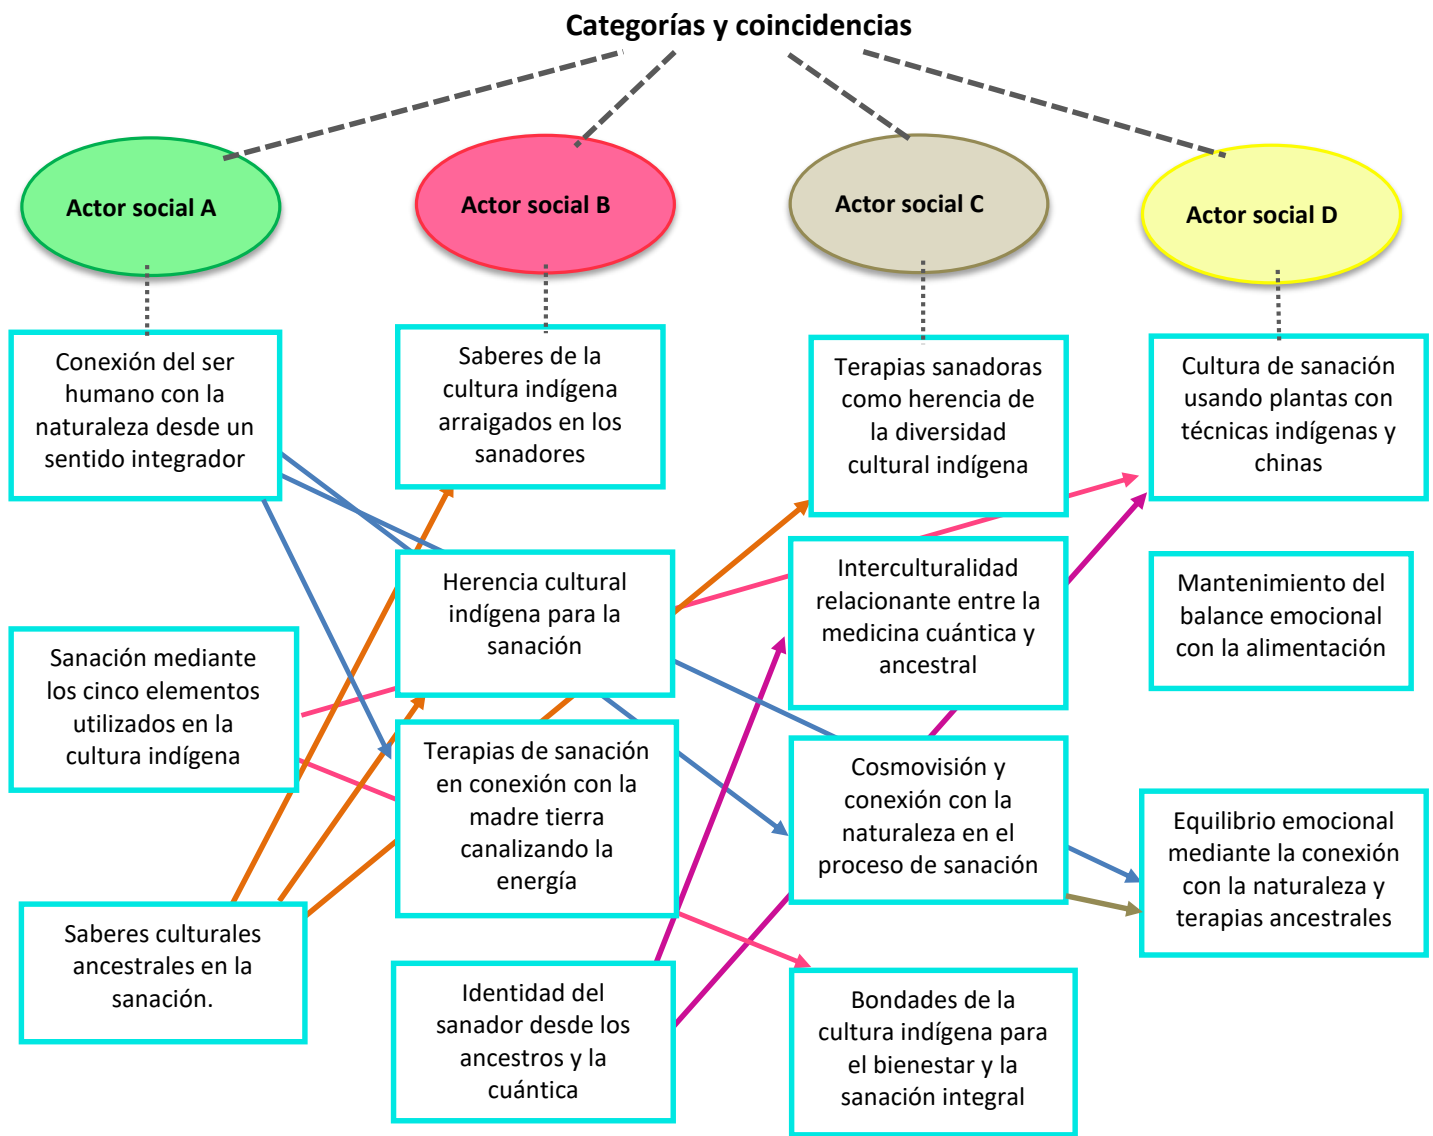 Categorías y coincidencias
Actor social A
Actor social B
Actor social C
Actor social D
Conexión del ser
humano con la
naturaleza desde un
sentido integrador
Sanación mediante
los cinco elementos
utilizados en la
cultura indígena
Saberes culturales
ancestrales en la
sanación.
Saberes de la
cultura indígena
arraigados en los
sanadores
Herencia cultural
indígena para la
sanación
Terapias de sanación
en conexión con la
madre tierra
canalizando la
energía
Identidad del
sanador desde los
ancestros y la
cuántica
Terapias sanadoras
como herencia de
la diversidad
cultural indígena
Interculturalidad
relacionante entre la
medicina cuántica y
ancestral
Cosmovisión y
conexión con la
naturaleza en el
proceso de sanación
Bondades de la
cultura indígena para
el bienestar y la
sanación integral
Cultura de sanación
usando plantas con
técnicas indígenas y
chinas
Mantenimiento del
balance emocional
con la alimentación
Equilibrio emocional
mediante la conexión
con la naturaleza y
terapias ancestrales